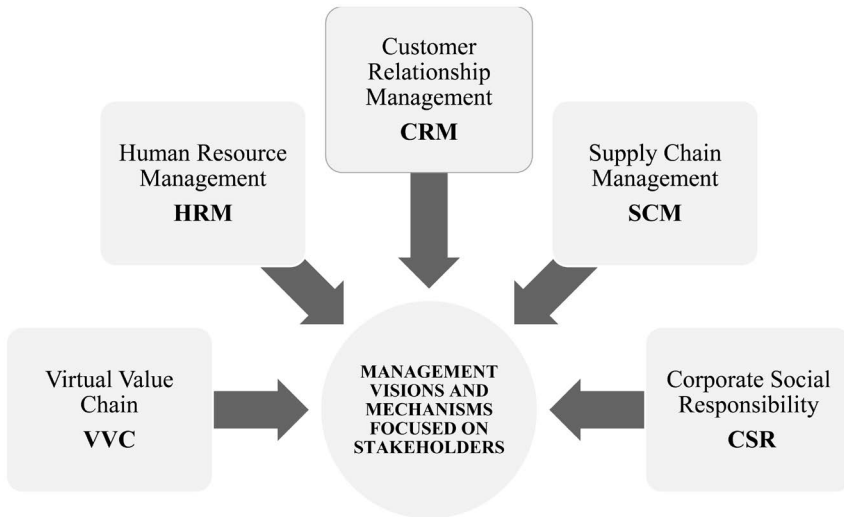 Customer
Relationship
Management
CRM
Human Resource
Management
HRM
Supply Chain
Management
SCM
Virtual Value
Chain
VVC
MANAGEMENT
VISIONS AND
MECHANISMS
FOCUSED ON
STAKEHOLDERS
Corporate Social
Responsibility
CSR